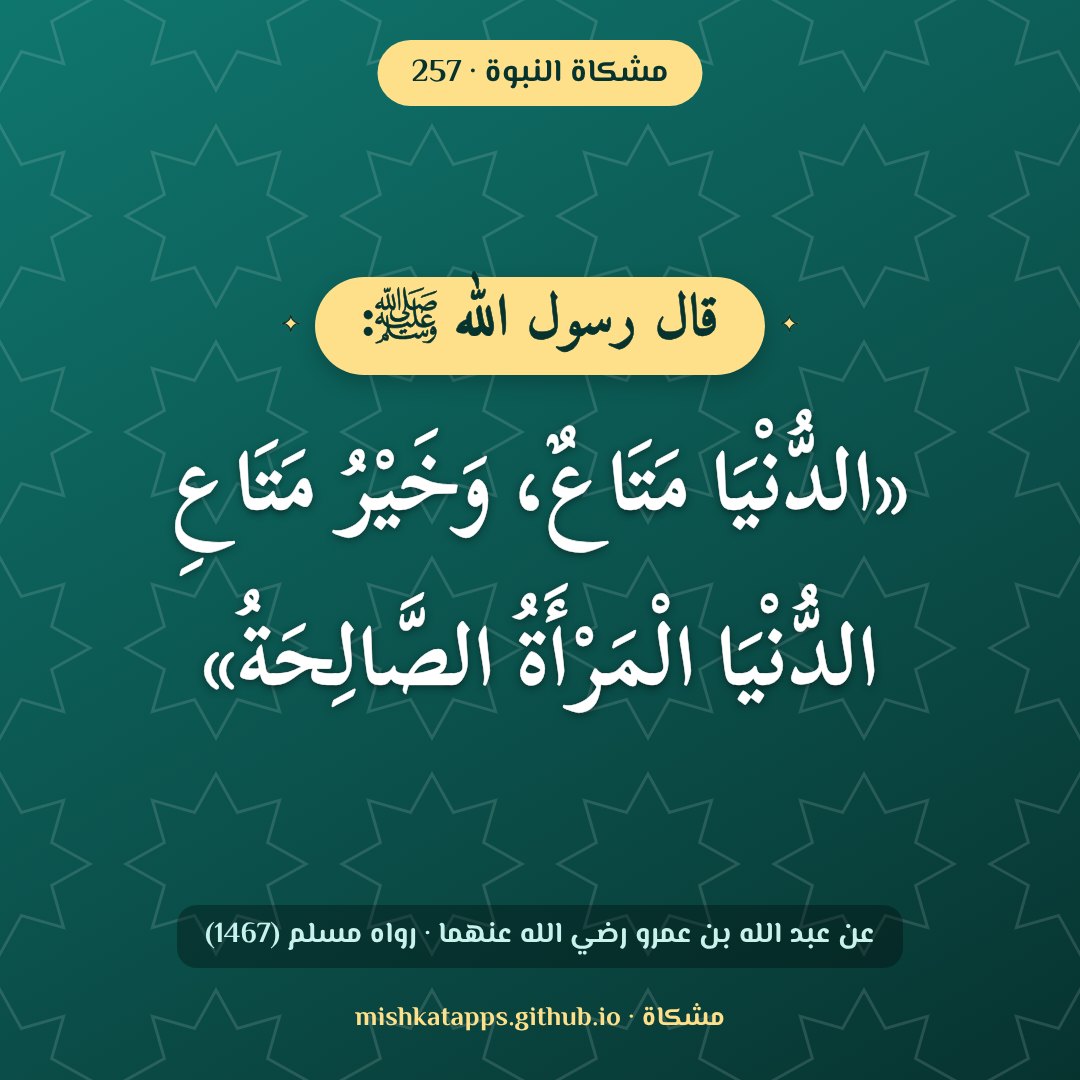 مشكاة النبوة · 257
قال رسول الله ﷺ:
«الدُّنْيَا مَتَاعٌ، وَخَيْرُ مَتَاعِ
الدُّنْيَا الْمَرْأَةُ الصَّالِحَةُ»
عن عبد الله بن عمرو رضي الله عنهما · رواه مسلم (1467)
مشكاة · mishkatapps.github.io